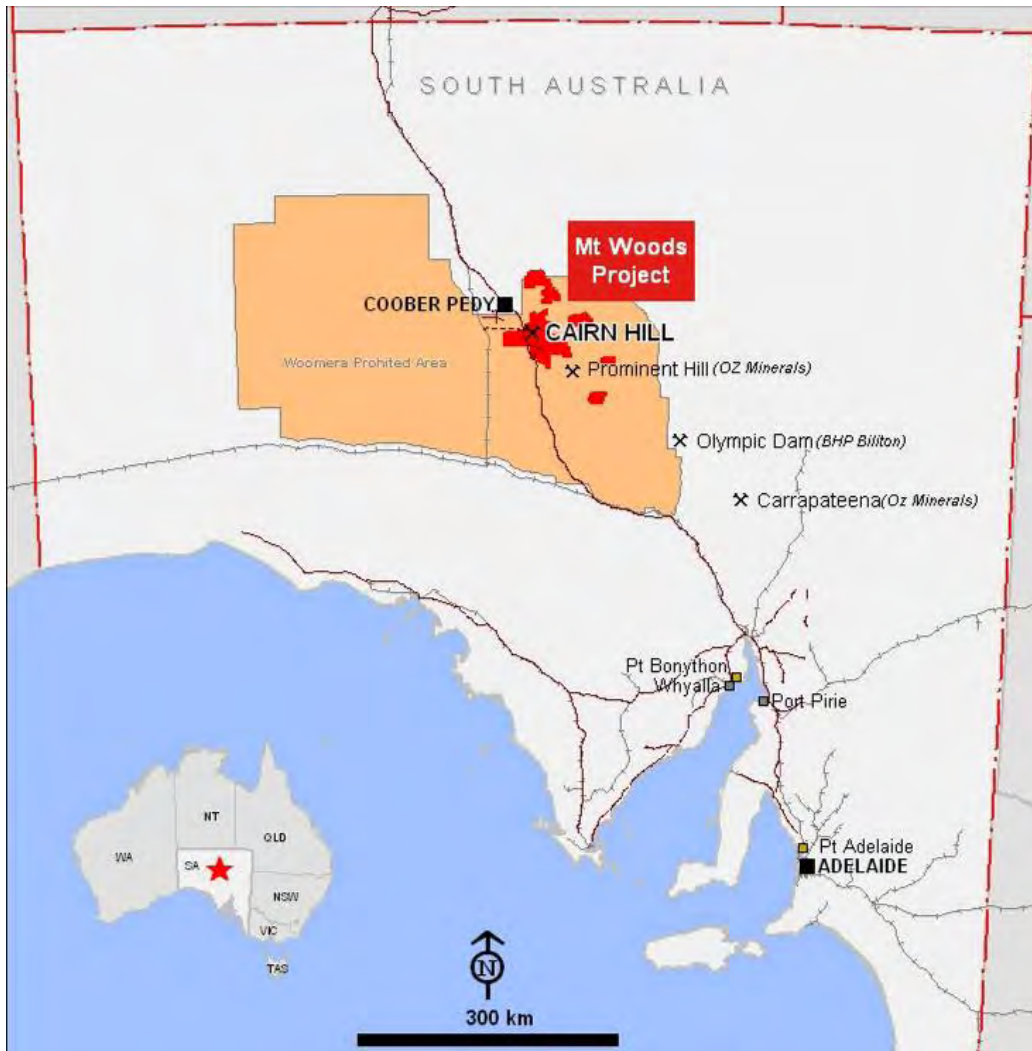 SOUTH AUSTRALIA
Mt Woods
Project
COOBER PEDY
CAIRN HILL
Woomera Prohited Area
Prominent Hill (OZ Minerals)
Olympic Dam (BHP Biliton)
Carrapateena (Oz Minerals)
Pt Bonython
Whyalla
Port Pirie
Pt Adelaide
ADELAIDE
NT
QLD
WA
SA
NSW
VIC
TAS
N
300 km